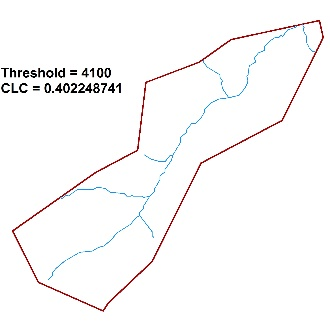 Threshold = 4100
CLC = 0.402248741